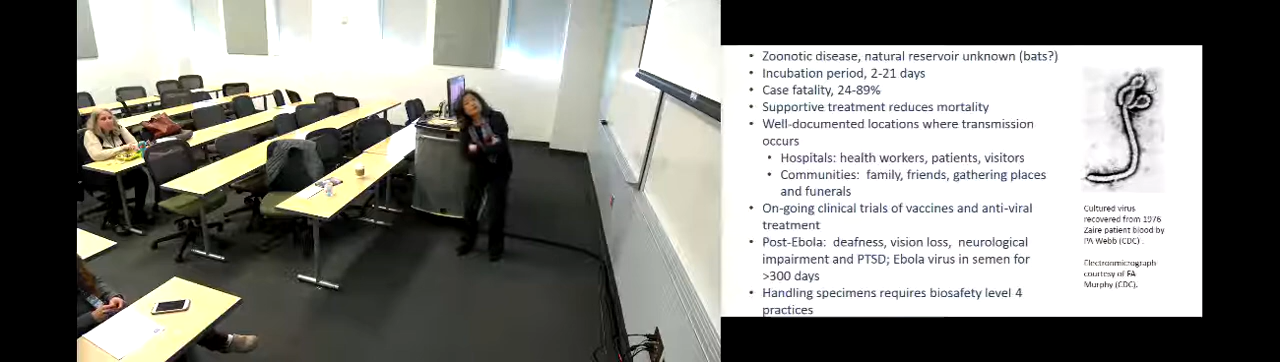 • Zoonotic disease, natural reservoir unknown (bats?)
• Incubation period, 2-21 days
• Case fatality, 24-89%
• Supportive treatment reduces mortality
• Well-documented locations where transmission
occurs
• Hospitals: health workers, patients, visitors
• Communities: family, friends, gathering places
and funerals
• On-going clinical trials of vaccines and anti-viral
treatment
• Post-Ebola: deafness, vision loss, neurological
impairment and PTSD; Ebola virus in semen for
>300 days
• Handling specimens requires biosafety level 4
practices
Cultured virus
recovered from 1976
Zaire patient blood by
PA Webb (CDC) .
Electronmicrograph
courtesy of FA
Murphy (CDC).